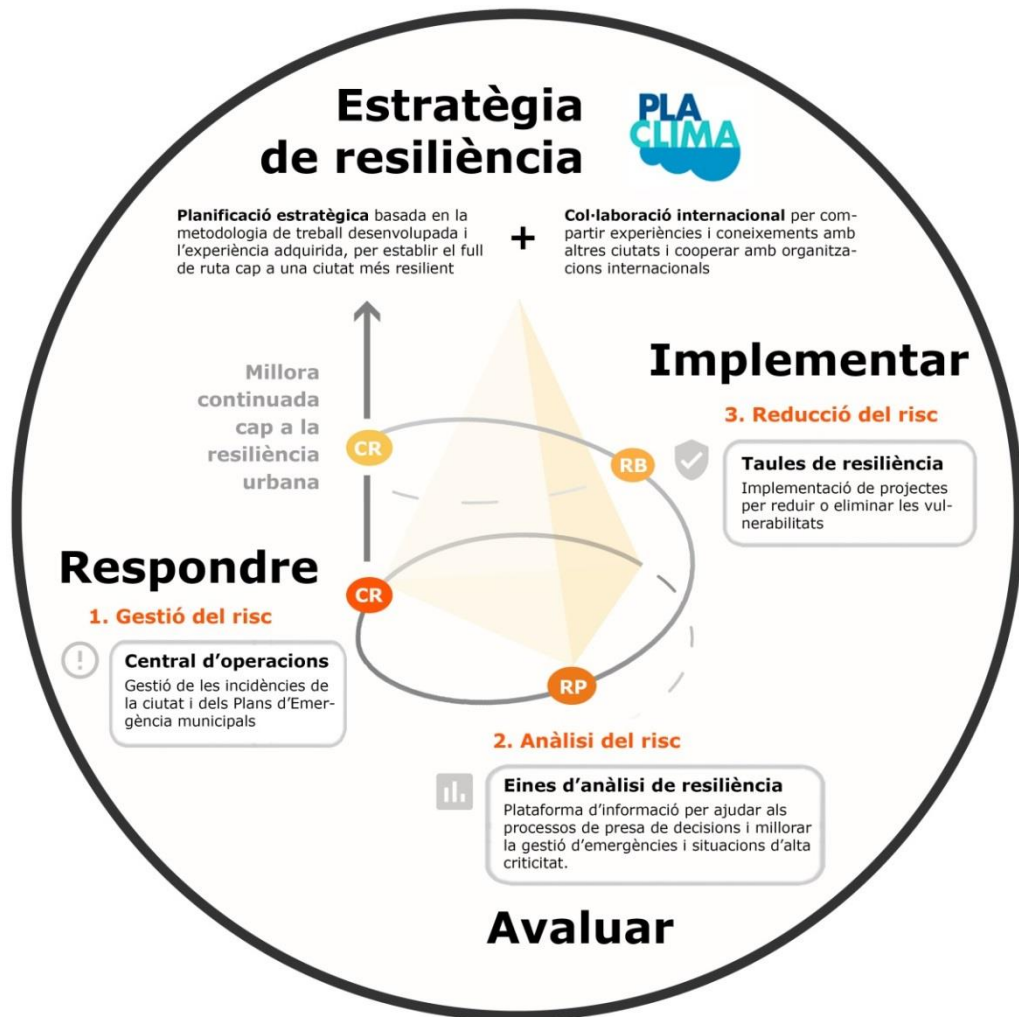 Estratègia
de resiliència
PLA
CLIMA
Planificació estratègica basada en la
metodologia de treball desenvolupada i
l'experiència adquirida, per establir el full
de ruta cap a una ciutat més resilient
+
Col·laboració internacional per com-
partir experiències i coneixements amb
altres ciutats i cooperar amb organitza-
cions internacionals
Millora
continuada
cap a la
resiliència
urbana
CR
RB
Implementar
3. Reducció del risc
Taules de resiliència
Implementació de projectes
per reduir o eliminar les vul-
nerabilitats
Respondre
CR
1. Gestió del risc
Central d'operacions
Gestió de les incidències de
la ciutat i dels Plans d'Emer-
gència municipals
RP
2. Anàlisi del risc
Eines d'anàlisi de resiliència
Plataforma d'informació per ajudar als
processos de presa de decisions i millorar
la gestió d'emergències i situacions d'alta
criticitat.
Avaluar